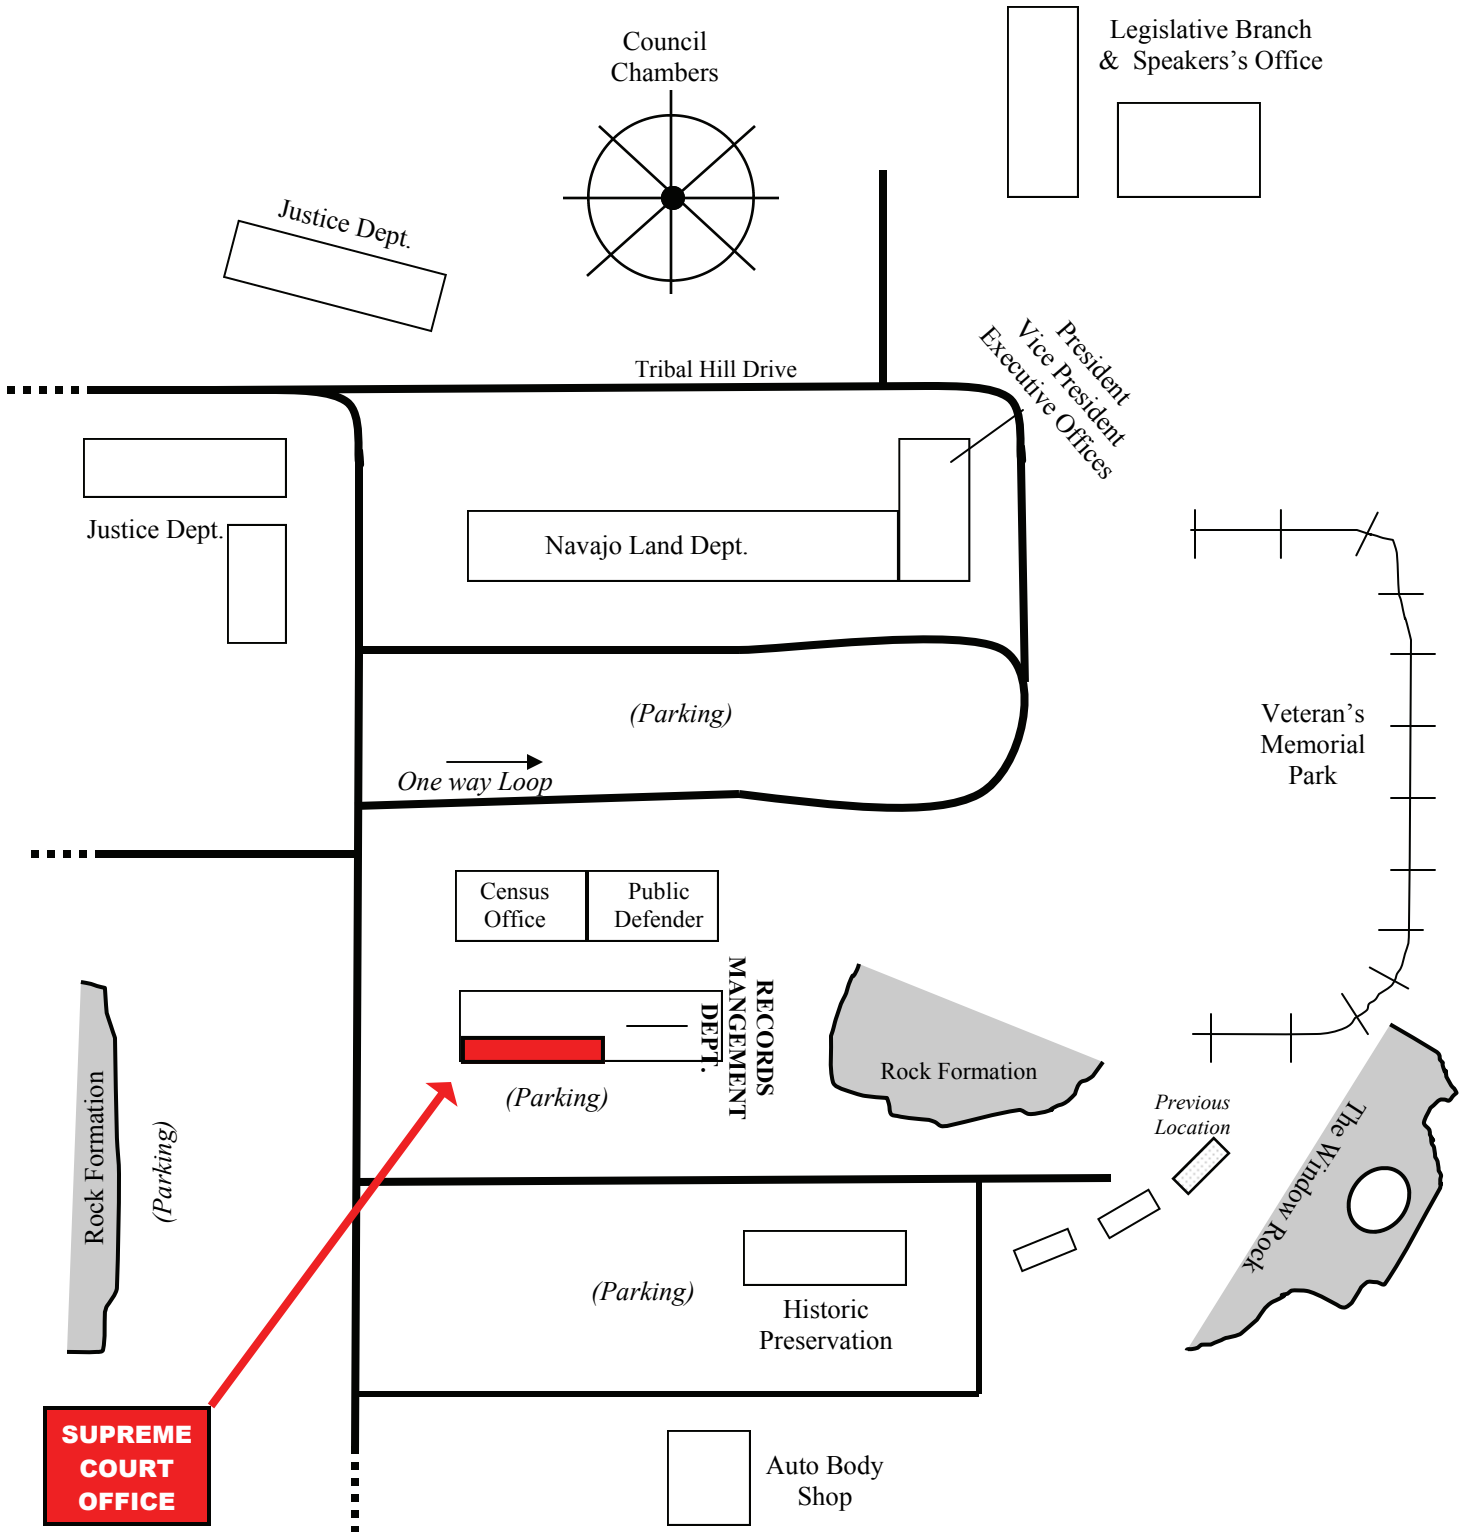 Council
Chambers
Legislative Branch
& Speakers's Office
Justice Dept.
Tribal Hill Drive
President
Vice President
Executive Offices
Justice Dept.
Navajo Land Dept.
(Parking)
One way Loop
Veteran's
Memorial
Park
Census
Office
Public
Defender
RECORDS
MANGEMENT
DEPT.
(Parking)
Rock Formation
Previous
Location
The Window Rock
Rock Formation
(Parking)
(Parking)
Historic
Preservation
SUPREME
COURT
OFFICE
Auto Body
Shop